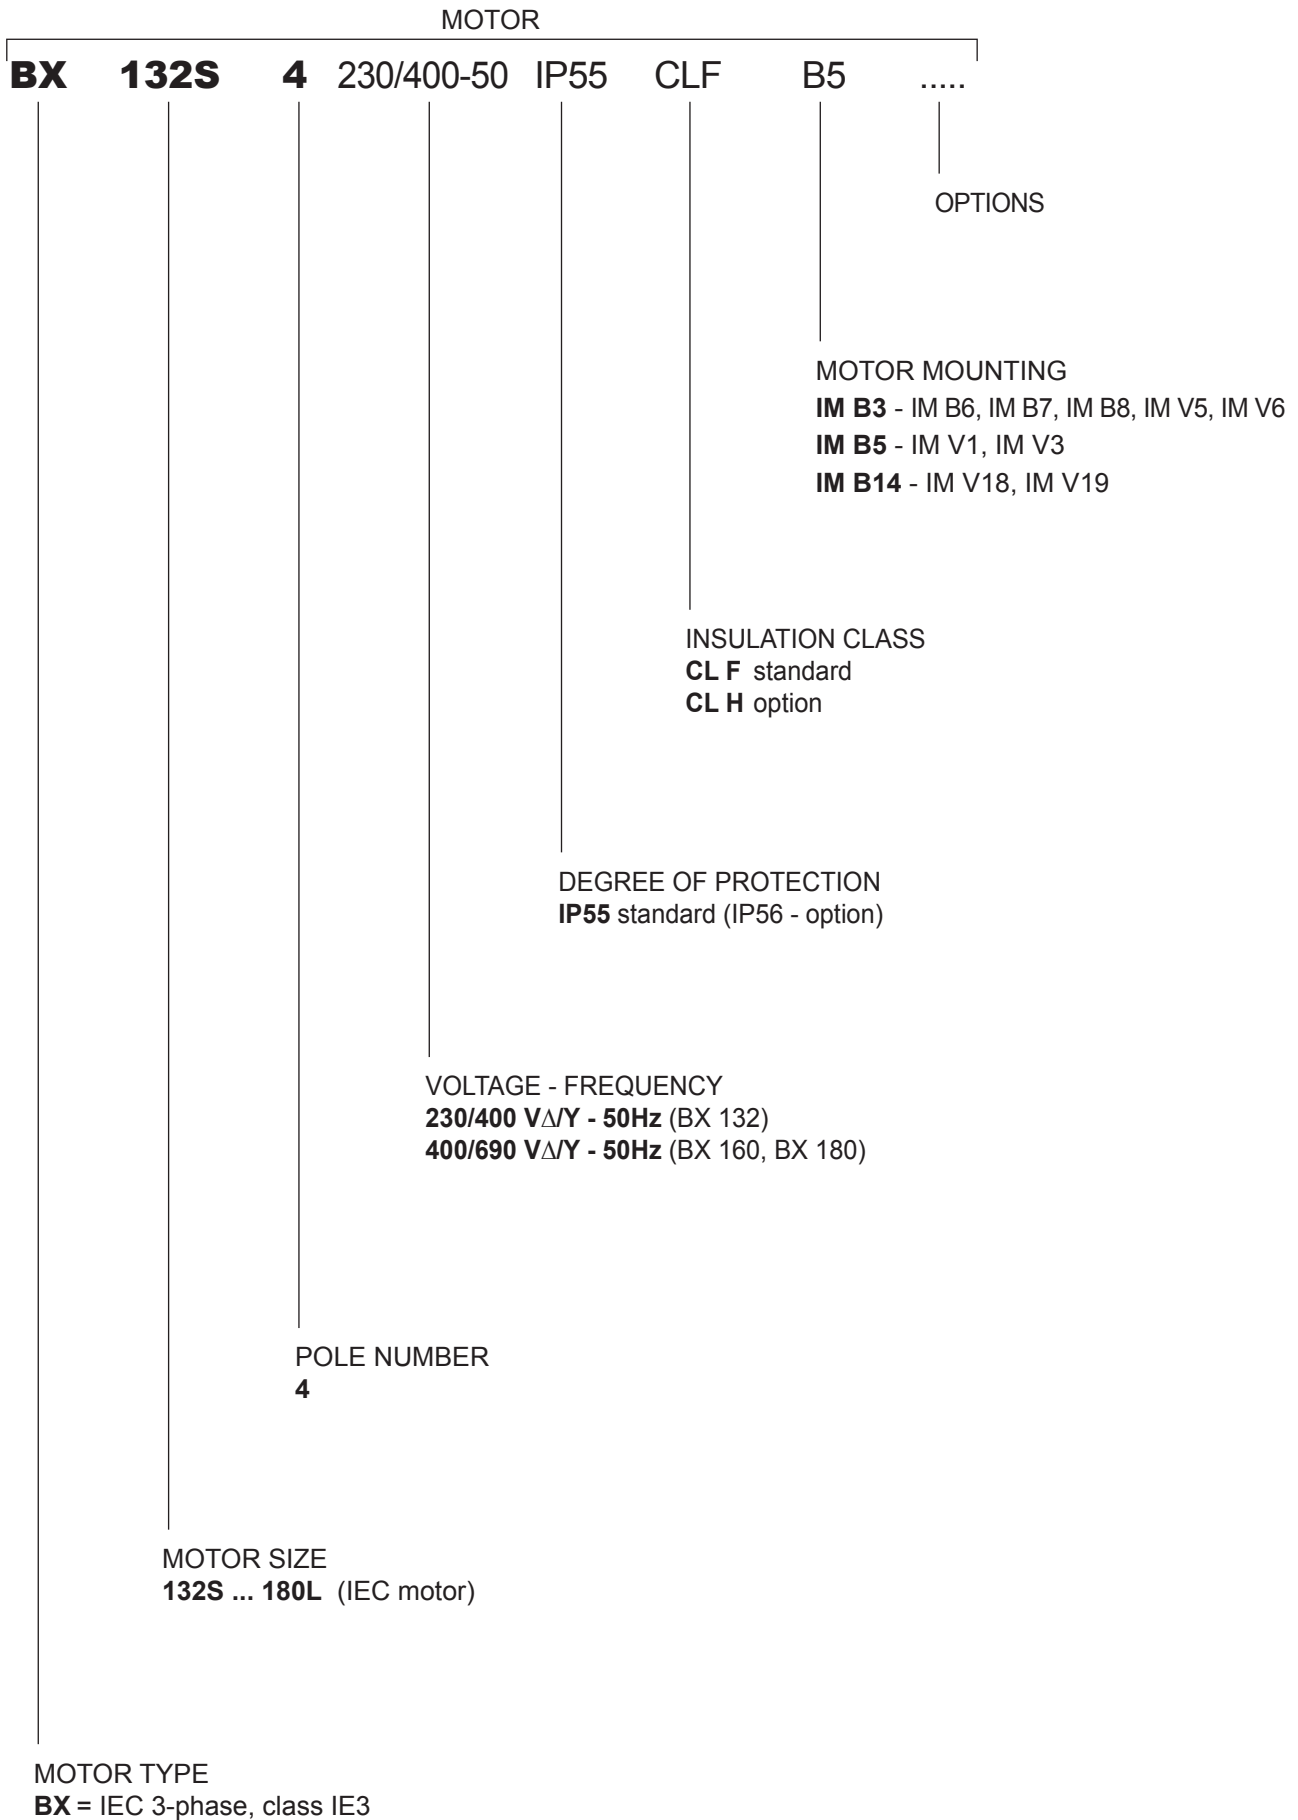 MOTOR
BX 132S 4 230/400-50 IP55 CLF B5 .....
OPTIONS
MOTOR MOUNTING
IM B3 - IM B6, IM B7, IM B8, IM V5, IM V6
IM B5 - IM V1, IM V3
IM B14 - IM V18, IM V19
INSULATION CLASS
CL F standard
CL H option
DEGREE OF PROTECTION
IP55 standard (IP56 - option)
VOLTAGE - FREQUENCY
230/400 VΔ/Y - 50Hz (BX 132)
400/690 VΔ/Y - 50Hz (BX 160, BX 180)
POLE NUMBER
4
MOTOR SIZE
132S ... 180L (IEC motor)
MOTOR TYPE
BX = IEC 3-phase, class IE3